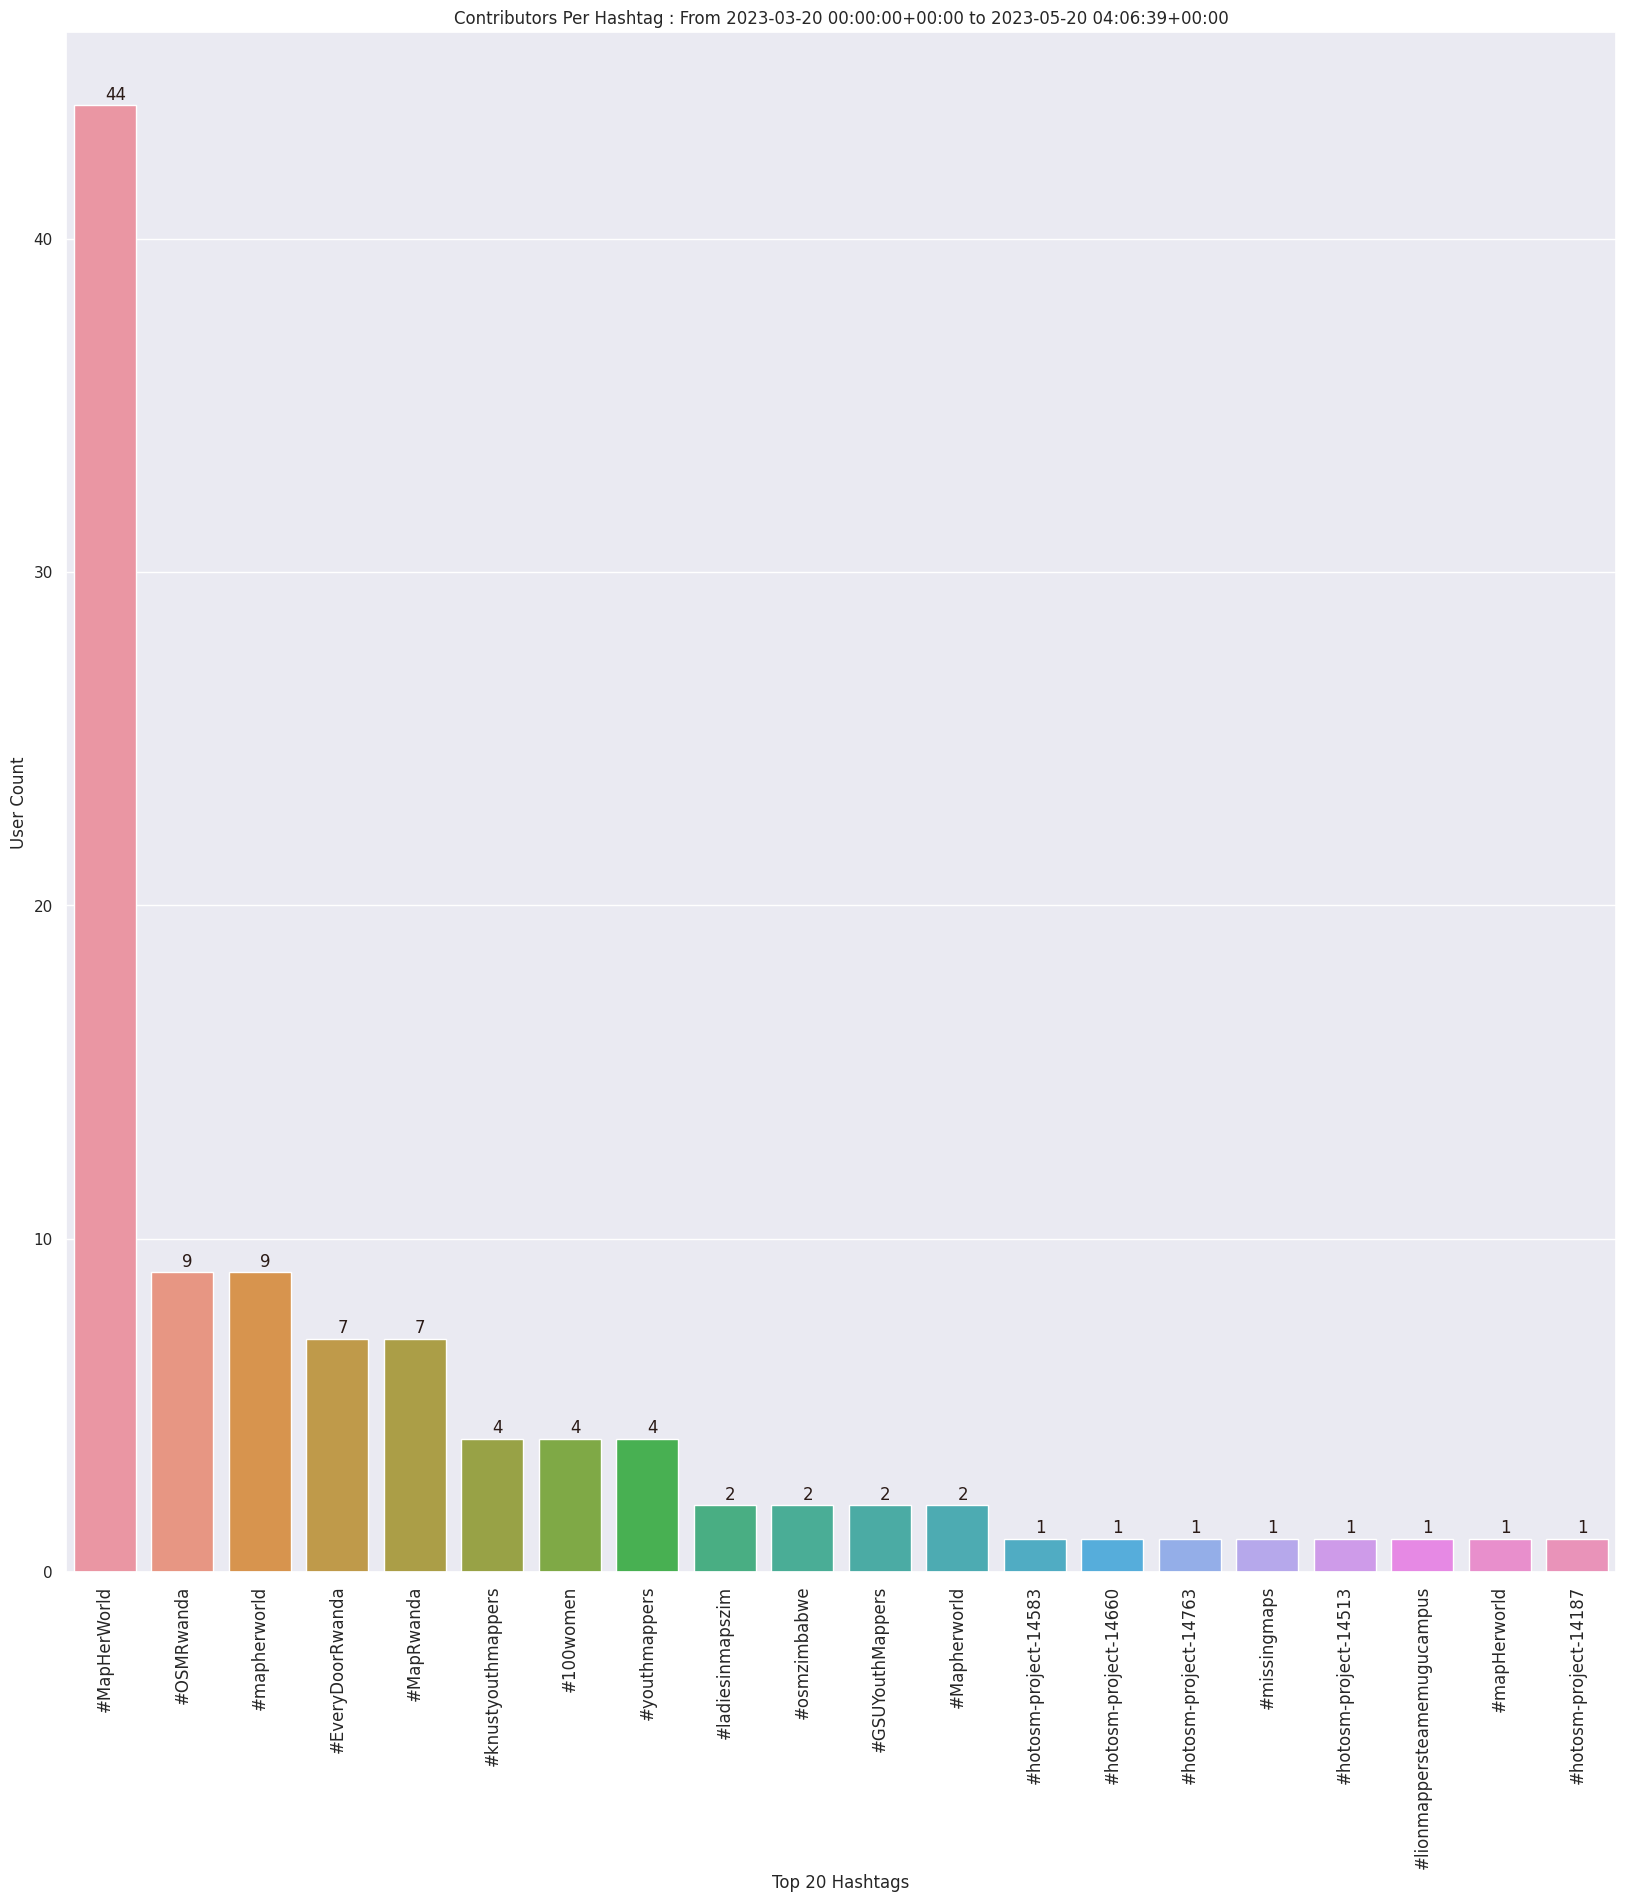 Contributors Per Hashtag : From 2023-03-20 00:00:00+00:00 to 2023-05-20 04:06:39+00:00
User Count
40
30
20
10
0
44
9
9
7
7
4
4
4
2
2
2
2
1
1
1
1
1
1
1
1
#MapHerWorld
#OSMRwanda
#mapherworld
#EveryDoorRwanda
#MapRwanda
#knustyouthmappers
#100women
#youthmappers
#ladiesinmapszim
#osmzimbabwe
#GSUYouthMappers
#Mapherworld
#hotosm-project-14583
#hotosm-project-14660
#hotosm-project-14763
#missingmaps
#hotosm-project-14513
#lionmappersteamemugucampus
#mapHerworld
#hotosm-project-14187
Top 20 Hashtags